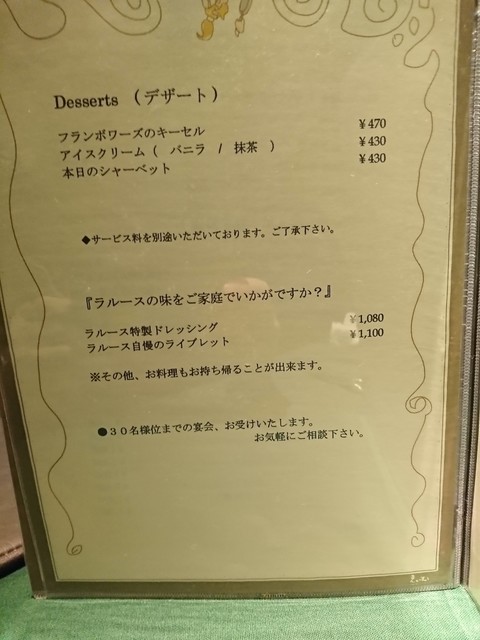 Desserts （デザート）
フランボワーズのキーセル ￥470
アイスクリーム（ バニラ / 抹茶 ） ￥430
本日のシャーベット ￥430
◆サービス料を別途いただいております。ご了承下さい。
『ラルースの味をご家庭でいかがですか？』
ラルース特製ドレッシング ￥1,080
ラルース自慢のライブレット ￥1,100
※その他、お料理もお持ち帰ることが出来ます。
●３０名様位までの宴会、お受けいたします。
お気軽にご相談下さい。